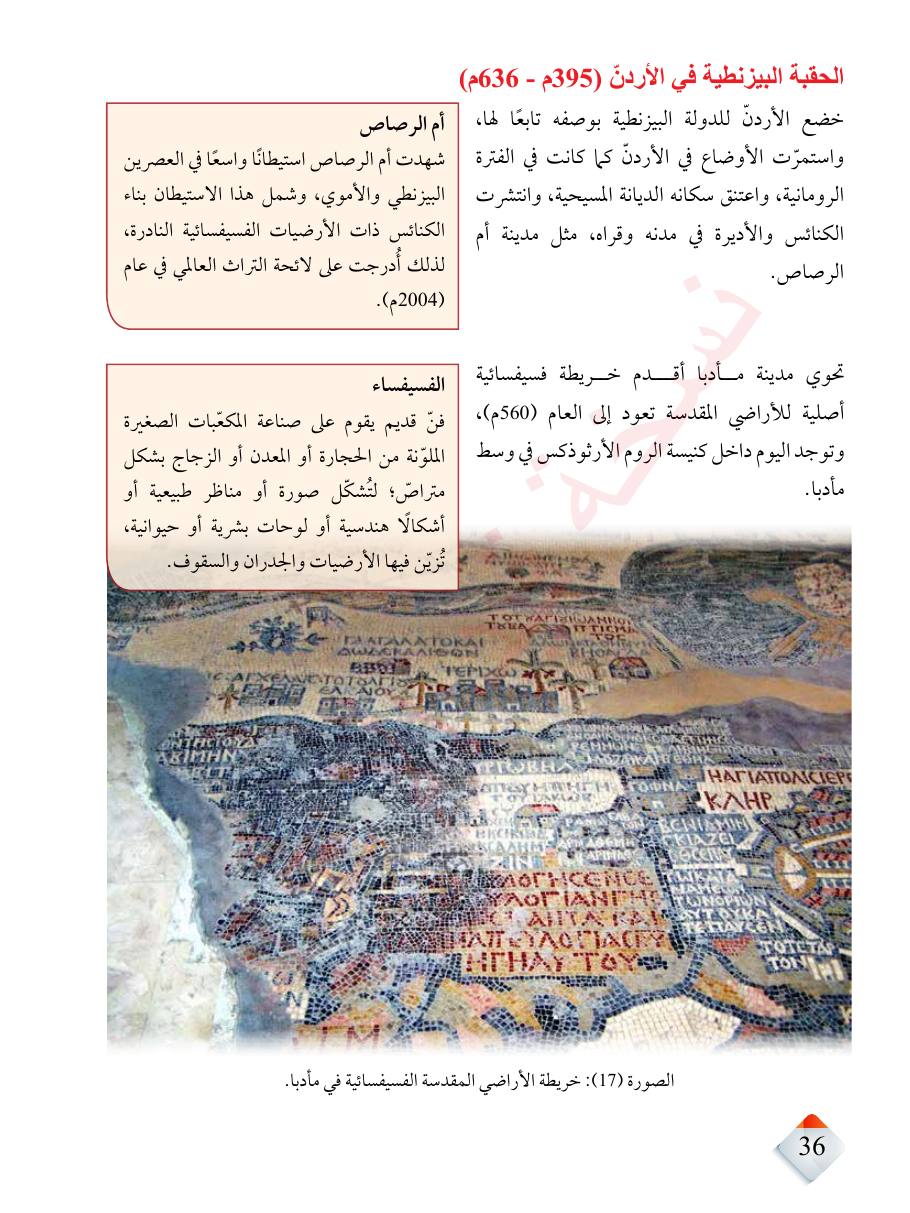 الحقبة البيزنطية في الأردنّ (395م - 636م)
خضع الأردنّ للدولة البيزنطية بوصفه تابعًا لها،
واستمرّت الأوضاع في الأردنّ كما كانت في الفترة
الرومانية، واعتنق سكانه الديانة المسيحية، وانتشرت
الكنائس والأديرة في مدنه وقراه، مثل مدينة أم
الرصاص.
أم الرصاص
شهدت أم الرصاص استيطانًا واسعًا في العصرين
البيزنطي والأموي، وشمل هذا الاستيطان بناء
الكنائس ذات الأرضيات الفسيفسائية النادرة،
لذلك أُدرجت على لائحة التراث العالمي في عام
(2004م).
تحوي مدينة مـأدبا أقـدم خـريطة فسيفسائية
أصلية للأراضي المقدسة تعود إلى العام (560م)،
وتوجد اليوم داخل كنيسة الروم الأرثوذكس في وسط
مأدبا.
الفسيفساء
فنّ قديم يقوم على صناعة المكعّبات الصغيرة
الملوّنة من الحجارة أو المعدن أو الزجاج بشكل
متراصّ؛ لتُشكّل صورة أو مناظر طبيعية أو
أشكالًا هندسية أو لوحات بشرية أو حيوانية،
تُزيّن فيها الأرضيات والجدران والسقوف.
ΓΑΛΓΑΛΑΤΟΚΑΙ
ΔωΔΕΚΑΛΙΘΟΝ
ΙΕΡΙΧω
ΗΑΓΙΑΠΟΛΙCΙΕΡ
ΚΛΗΡ
ΤΟΤΕΤΑΡ
ΤΟΝ
ΗΓΗΑΥΤΟΥ
الصورة (17): خريطة الأراضي المقدسة الفسيفسائية في مأدبا.
36